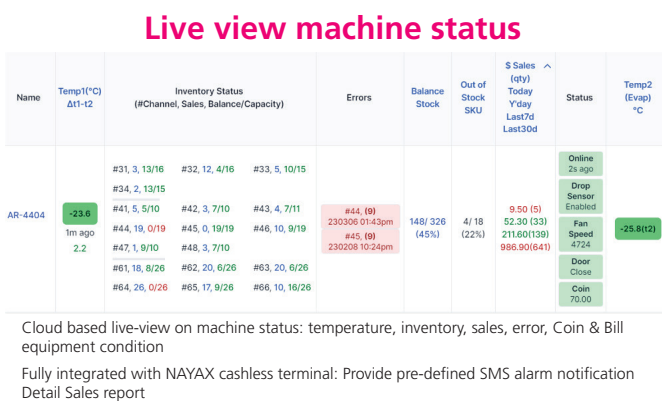 Live view machine status
Name
Temp1(°C)
Δt1-t2
Inventory Status
(#Channel, Sales, Balance/Capacity)
Errors
Balance
Stock
Out of
Stock
SKU
$ Sales
(qty)
Today
Y'day
Last7d
Last30d
Status
Temp2
(Evap)
°C
AR-4404
-23.6
1m ago
2.2
#31, 3, 13/16 #32, 12, 4/16 #33, 5, 10/15
#34, 2, 13/15
#41, 5, 5/10 #42, 3, 7/10 #43, 4, 7/11
#44, 19, 0/19 #45, 0, 19/19 #46, 10, 9/19
#47, 1, 9/10 #48, 3, 7/10
#61, 18, 8/26 #62, 20, 6/26 #63, 20, 6/26
#64, 26, 0/26 #65, 17, 9/26 #66, 10, 16/26
#44, (9)
230306 01:43pm
#45, (9)
230208 10:24pm
148/ 326
(45%)
4/ 18
(22%)
9.50 (5)
52.30 (33)
211.60(139)
986.90(641)
Online
2s ago
Drop
Sensor
Enabled
Fan
Speed
4724
Door
Close
Coin
70.00
-25.8(t2)
Cloud based live-view on machine status: temperature, inventory, sales, error, Coin & Bill
equipment condition
Fully integrated with NAYAX cashless terminal: Provide pre-defined SMS alarm notification
Detail Sales report